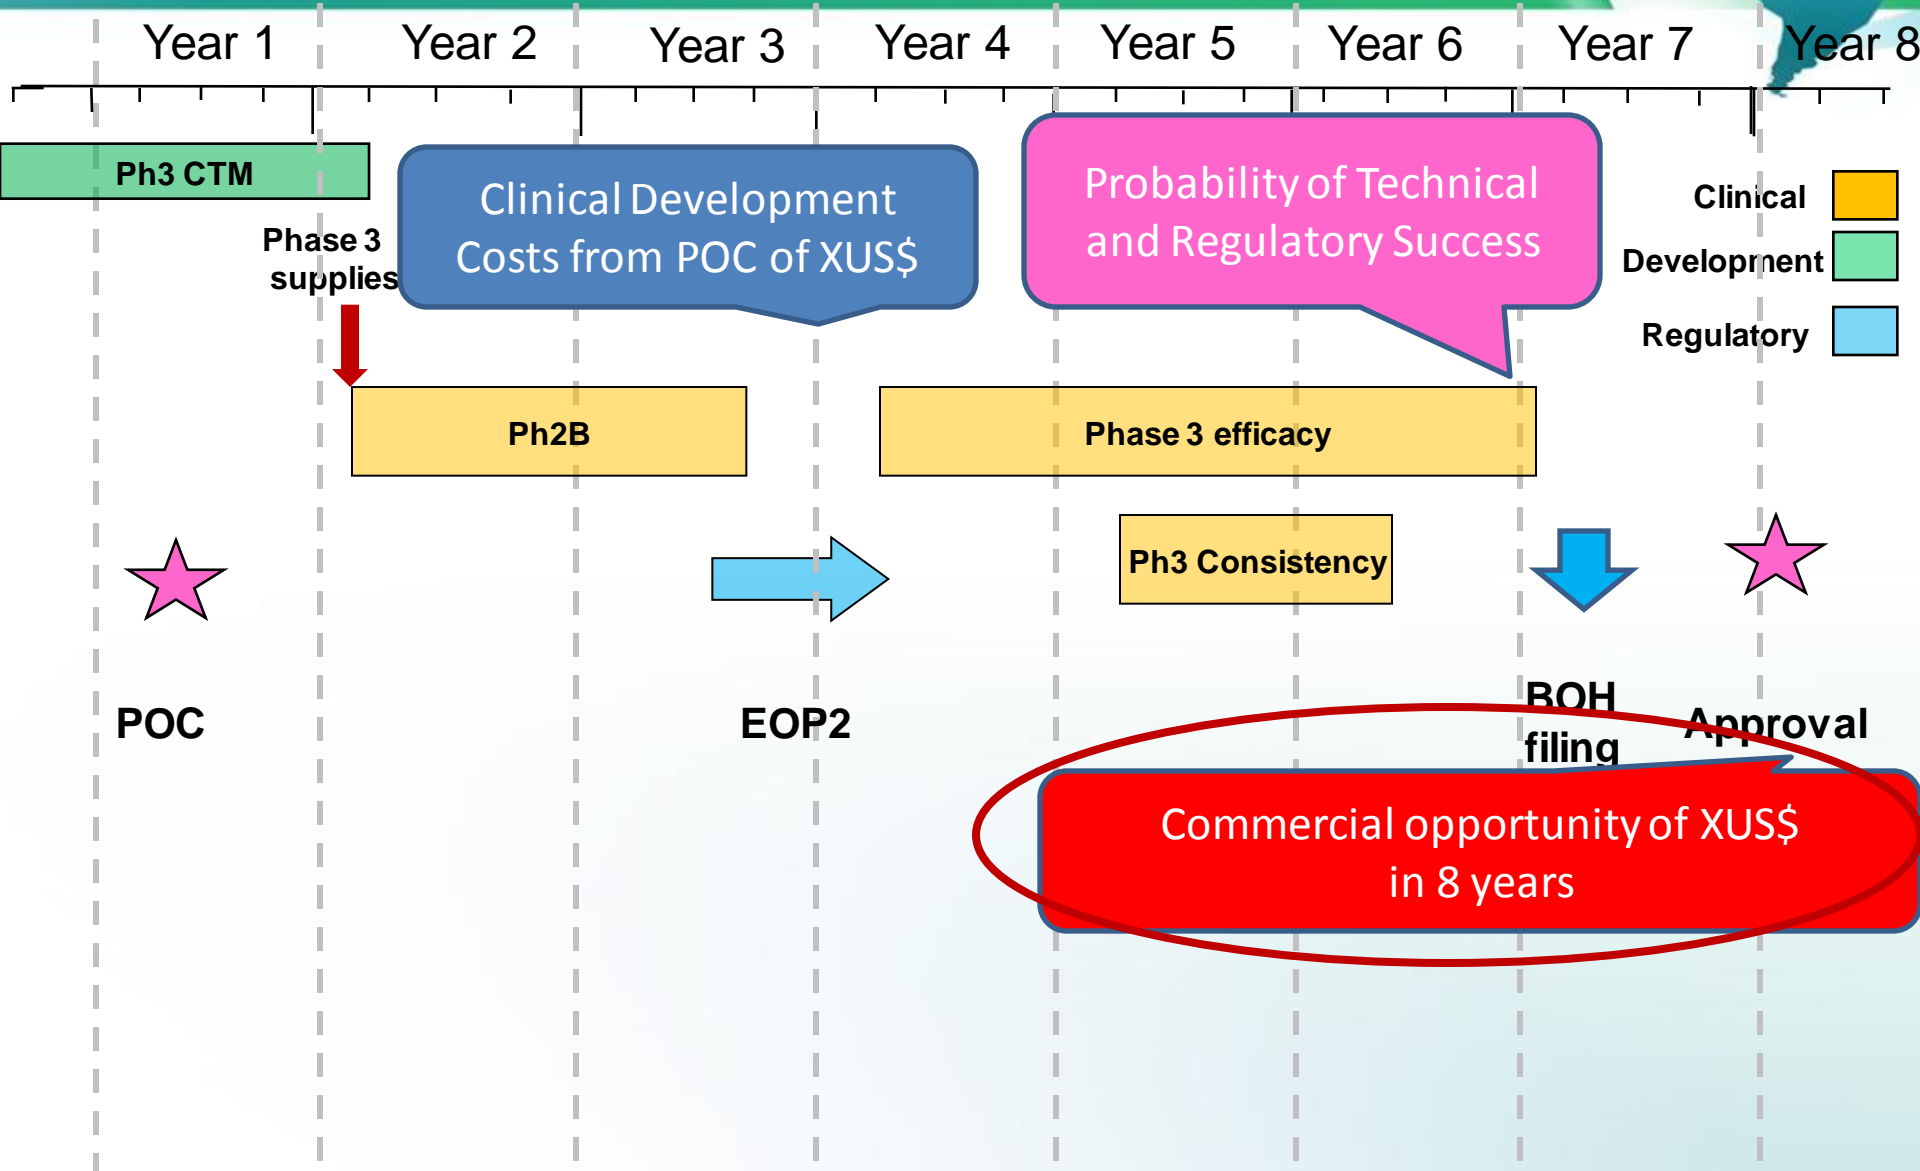 Year 1
Year 2
Year 3
Year 4
Year 5
Year 6
Year 7
Year 8
Ph3 CTM
Phase 3
supplies
Clinical Development
Costs from POC of XUS$
Probability of Technical
and Regulatory Success
Clinical
Development
Regulatory
Ph2B
Phase 3 efficacy
Ph3 Consistency
POC
EOP2
BOH
filing
Approval
Commercial opportunity of XUS$
in 8 years